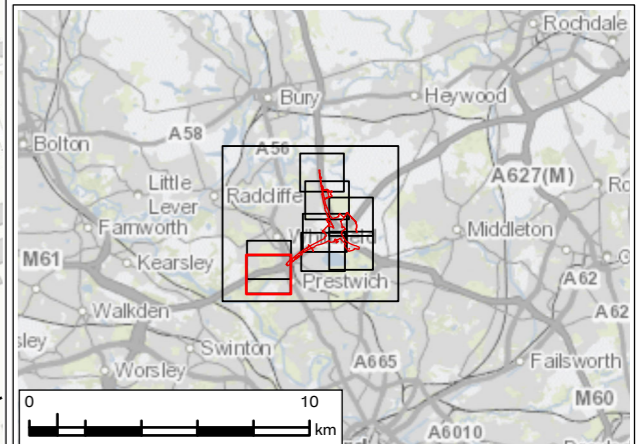 Rochdale
Bury
Heywood
Bolton
A58
A56
A627(M)
Little
Lever
Radcliffe
Ro
Farnworth
Middleton
M61
Kearsley
Prestwich
A62
Walkden
A62
sley
Swinton
Worsley
A665
Failsworth
M60
A6010
0
10
km